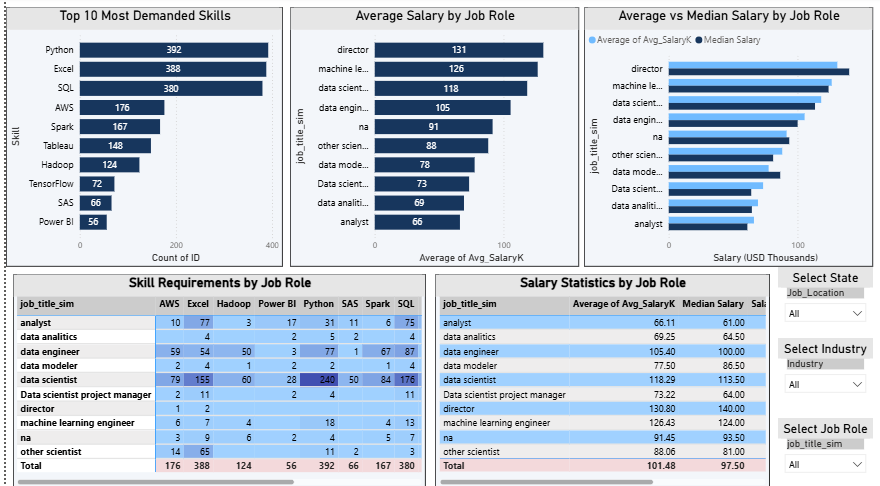 Top 10 Most Demanded Skills
Skill
Python 392
Excel 388
SQL 380
AWS 176
Spark 167
Tableau 148
Hadoop 124
TensorFlow 72
SAS 66
Power BI 56
0 200 400
Count of ID
Average Salary by Job Role
job_title_sim
director 131
machine le... 126
data scient... 118
data engin... 105
na 91
other scien... 88
data mode... 78
Data scient... 73
data analiti... 69
analyst 66
0 100
Average of Avg_SalaryK
Average vs Median Salary by Job Role
Average of Avg_SalaryK Median Salary
job_title_sim
director
machine le...
data scient...
data engin...
na
other scien...
data mode...
Data scient...
data analiti...
analyst
0 100
Salary (USD Thousands)
Skill Requirements by Job Role
job_title_sim AWS Excel Hadoop Power BI Python SAS Spark SQL
analyst 10 77 3 17 31 11 6 75
data analitics 4 2 5 2 4
data engineer 59 54 50 3 77 1 67 87
data modeler 2 4 1 2 2 1 4
data scientist 79 155 60 28 240 50 84 176
Data scientist project manager 2 11 2 4 11
director 1 2
machine learning engineer 6 7 4 18 4 13
na 3 9 6 2 4 5 7
other scientist 14 65 11 2 3
Total 176 388 124 56 392 66 167 380
Salary Statistics by Job Role
job_title_sim Average of Avg_SalaryK Median Salary Sala
analyst 66.11 61.00
data analitics 69.25 64.50
data engineer 105.40 100.00
data modeler 77.50 86.50
data scientist 118.29 113.50
Data scientist project manager 73.22 64.00
director 130.80 140.00
machine learning engineer 126.43 124.00
na 91.45 93.50
other scientist 88.06 81.00
Total 101.48 97.50
Select State
Job_Location
All
Select Industry
Industry
All
Select Job Role
job_title_sim
All